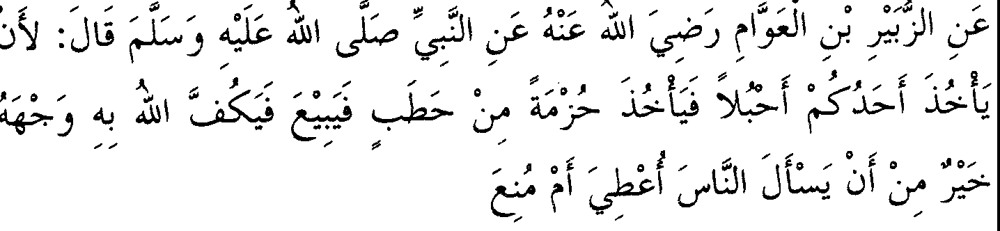 عَنِ الزُّبَيْرِ بْنِ الْعَوَّامِ رَضِيَ اللهُ عَنْهُ عَنِ النَّبِيِّ صَلَّى اللهُ عَلَيْهِ وَسَلَّمَ قَالَ: لأَنْ
يَأْخُذَ أَحَدُكُمْ أَحْبُلاً فَيَأْخُذَ حُزْمَةً مِنْ حَطَبٍ فَيَبِيْعَ فَيَكُفَّ اللهُ بِهِ وَجْهَهُ
خَيْرٌ مِنْ أَنْ يَسْأَلَ النَّاسَ أُعْطِيَ أَمْ مُنِعَ